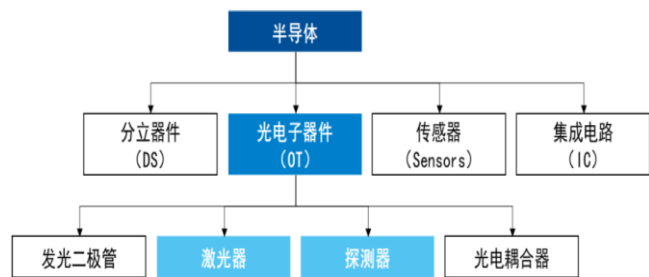 半导体
分立器件
（DS）
光电子器件
（OT）
传感器
（Sensors）
集成电路
（IC）
发光二极管
激光器
探测器
光电耦合器